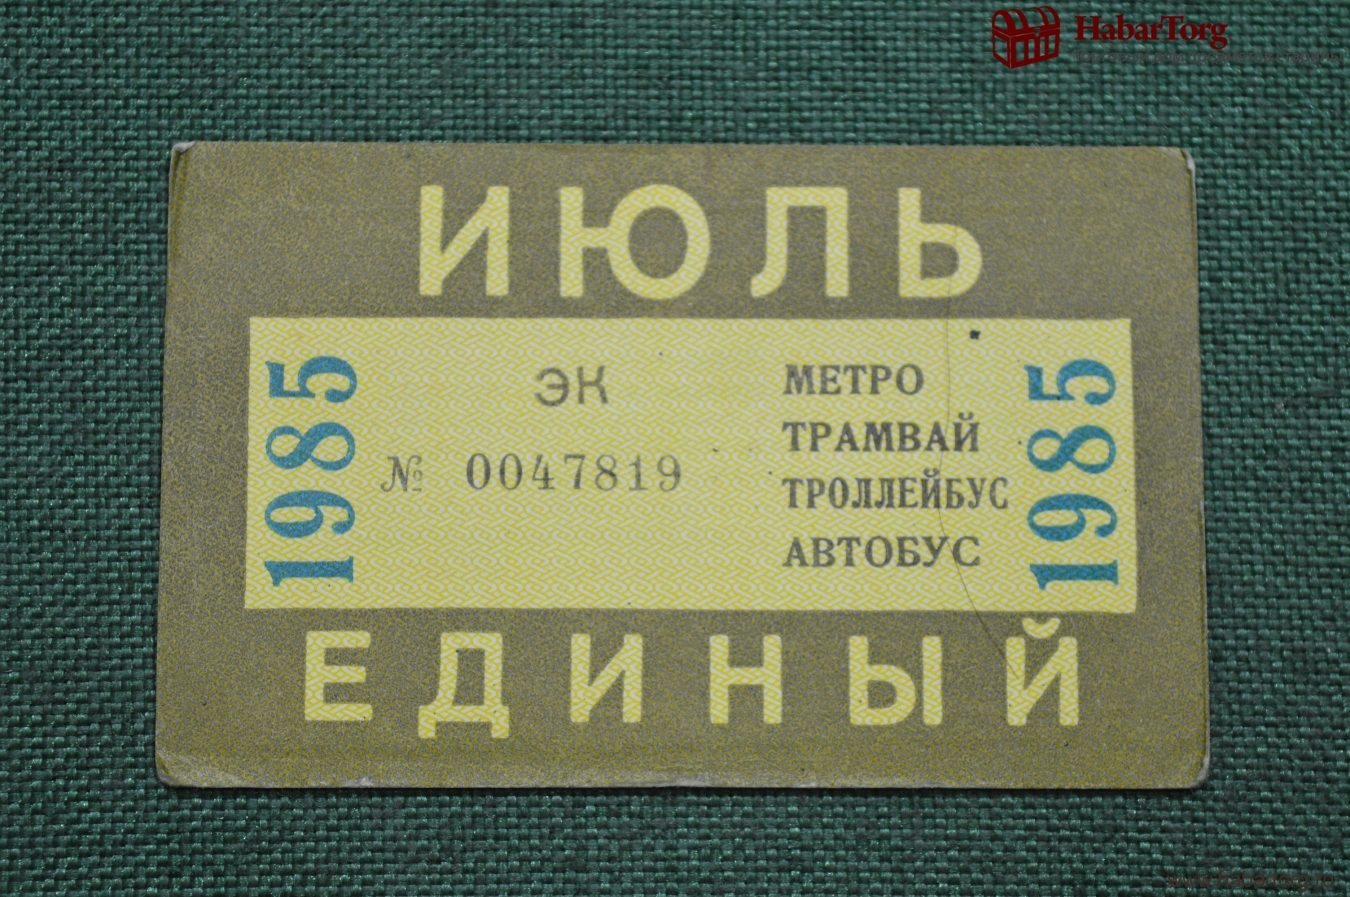 HabarTorg
ИЮЛЬ
1985
ЭК
№ 0047819
МЕТРО
ТРАМВАЙ
ТРОЛЛЕЙБУС
АВТОБУС
1985
ЕДИНЫЙ